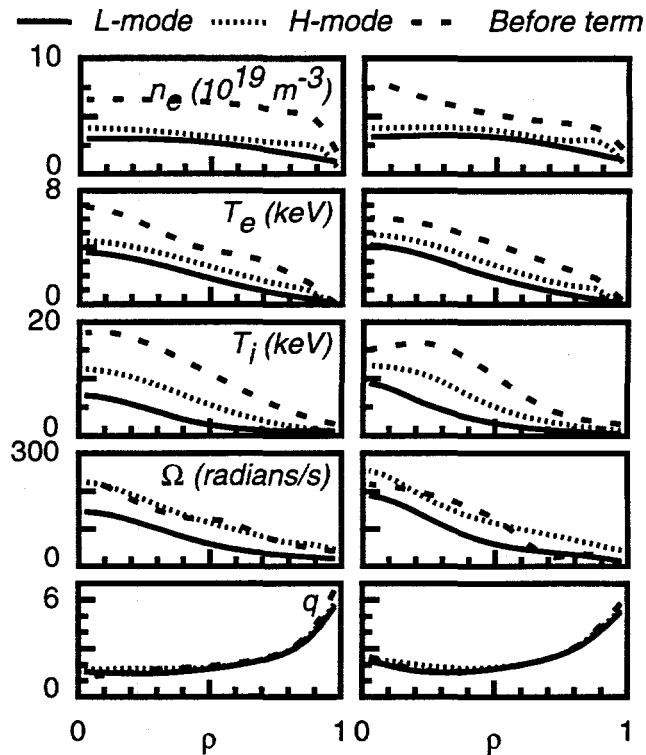 L-mode H-mode Before term
10
n_e (10^19 m^-3)
0
8
T_e (keV)
0
20
T_i (keV)
0
300
Ω (radians/s)
0
6
q
0
0 ρ 1 0 ρ 1